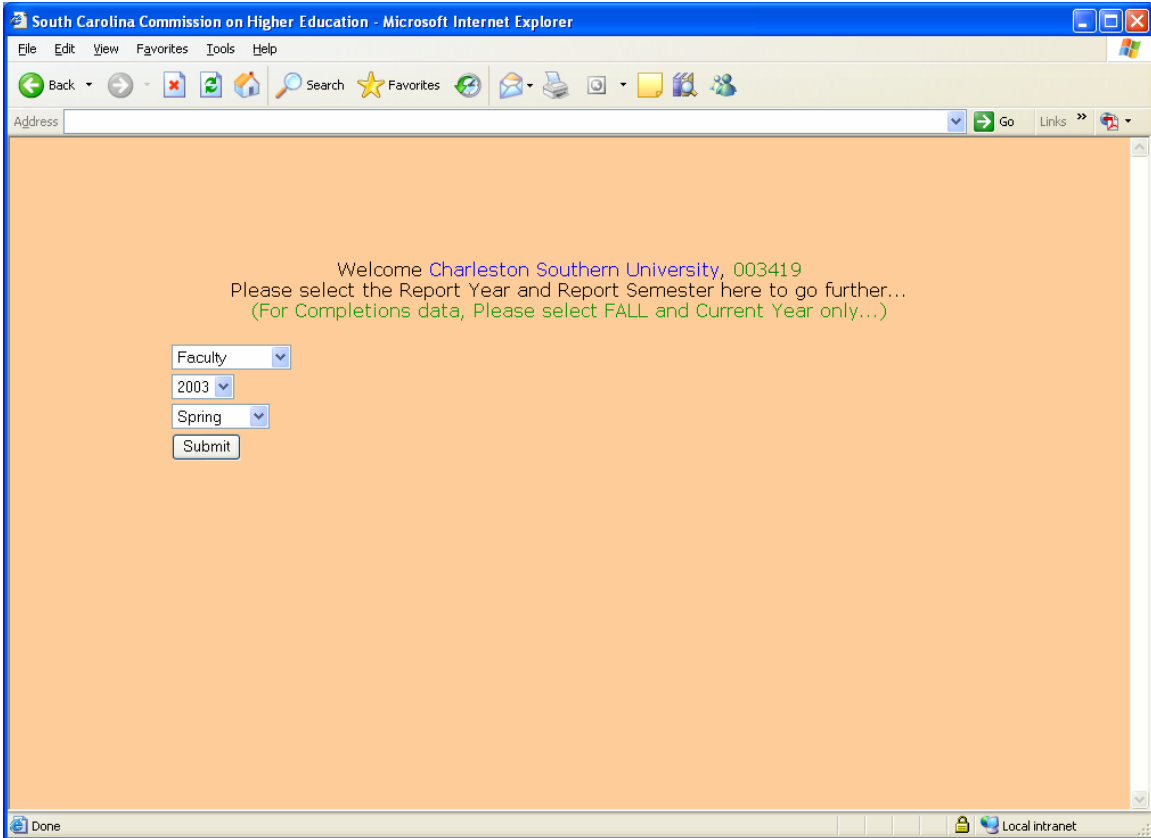 South Carolina Commission on Higher Education - Microsoft Internet Explorer
File Edit View Favorites Tools Help
Back Search Favorites
Address Go Links »
Welcome Charleston Southern University, 003419
Please select the Report Year and Report Semester here to go further...
(For Completions data, Please select FALL and Current Year only...)
Faculty
2003
Spring
Submit
Done Local intranet